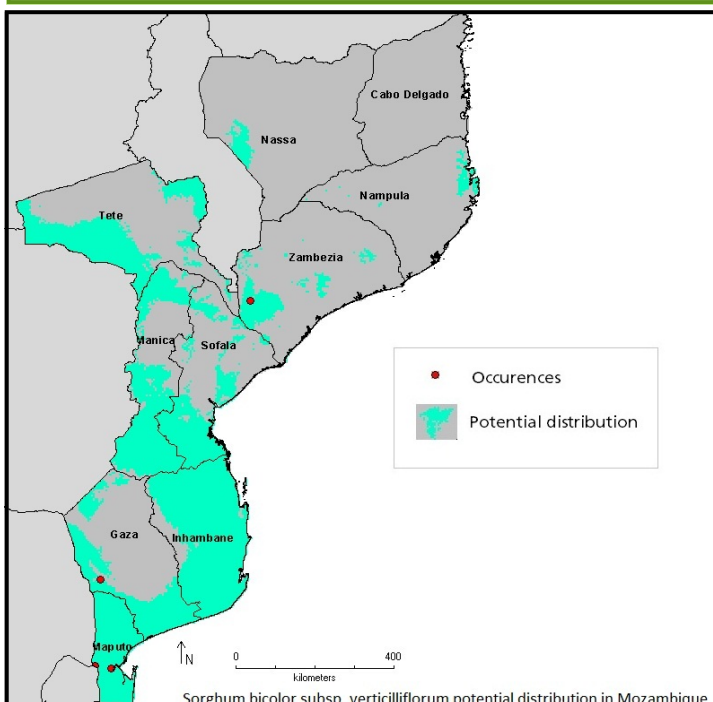 Cabo Delgado
Nassa
Nampula
Tete
Zambezia
Manica
Sofala
Occurences
Potential distribution
Gaza
Inhambane
Maputo
N
0 400
kilometers
Sorghum bicolor subsp. verticilliflorum potential distribution in Mozambique